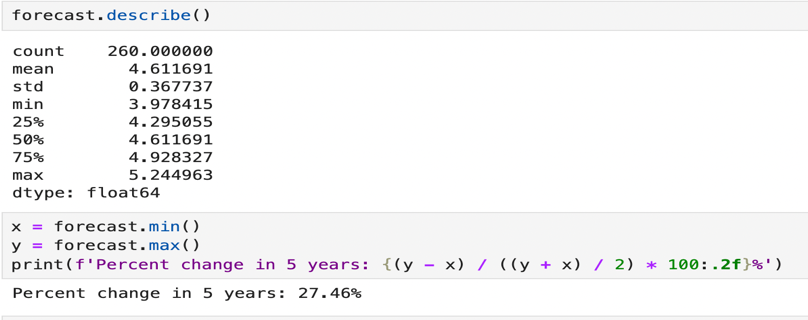 forecast.describe()
count    260.000000
mean       4.611691
std        0.367737
min        3.978415
25%        4.295055
50%        4.611691
75%        4.928327
max        5.244963
dtype: float64
x = forecast.min()
y = forecast.max()
print(f'Percent change in 5 years: {(y - x) / ((y + x) / 2) * 100:.2f}%')
Percent change in 5 years: 27.46%